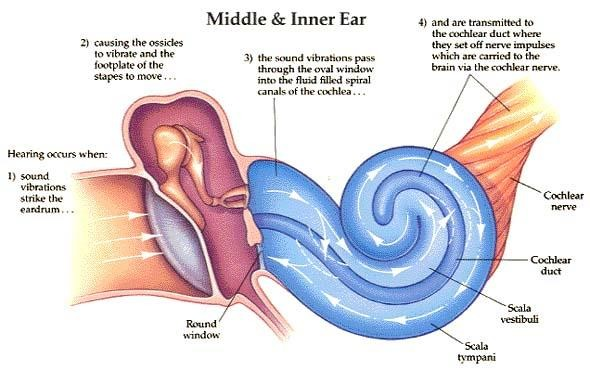 Middle & Inner Ear
Hearing occurs when:
1) sound
vibrations
strike the
eardrum . . .
2) causing the ossicles
to vibrate and the
footplate of the
stapes to move . . .
3) the sound vibrations pass
through the oval window
into the fluid filled spiral
canals of the cochlea . . .
4) and are transmitted to
the cochlear duct where
they set off nerve impulses
which are carried to the
brain via the cochlear nerve.
Cochlear
nerve
Cochlear
duct
Scala
vestibuli
Scala
tympani
Round
window